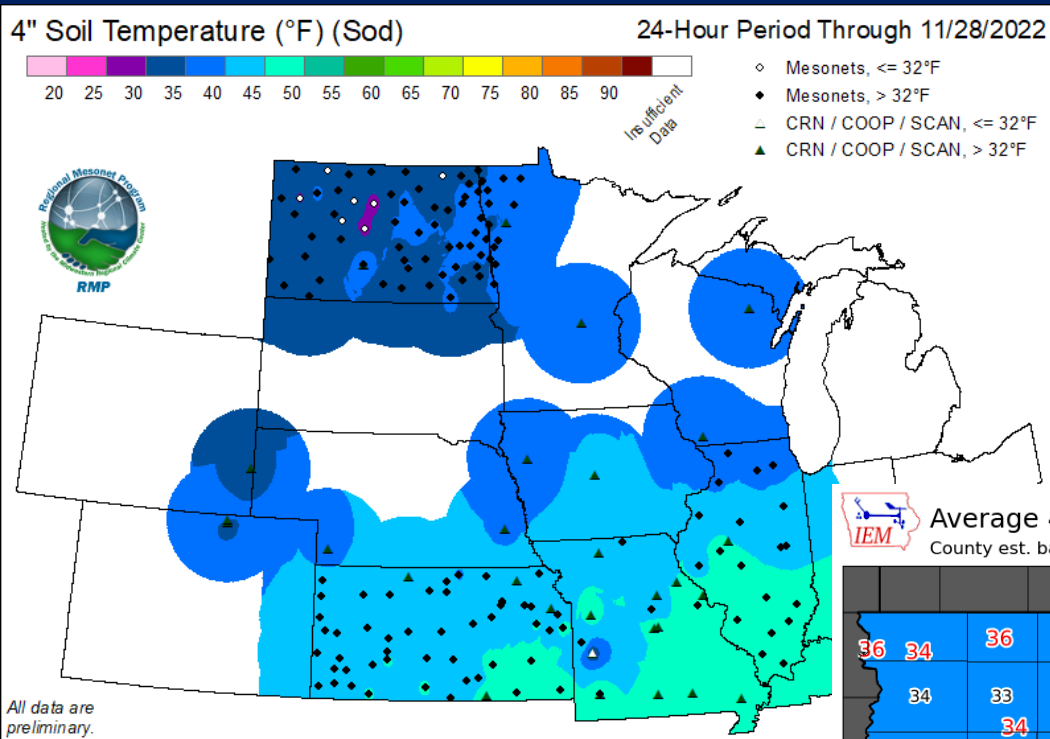 4" Soil Temperature (°F) (Sod)
24-Hour Period Through 11/28/2022
20 25 30 35 40 45 50 55 60 65 70 75 80 85 90
Insufficient
Data
Mesonets, <= 32°F
Mesonets, > 32°F
CRN / COOP / SCAN, <= 32°F
CRN / COOP / SCAN, > 32°F
Regional Mesonet Program
RMP
IEM
Average
County est. ba
36 34 36
34 33
34
All data are
preliminary.